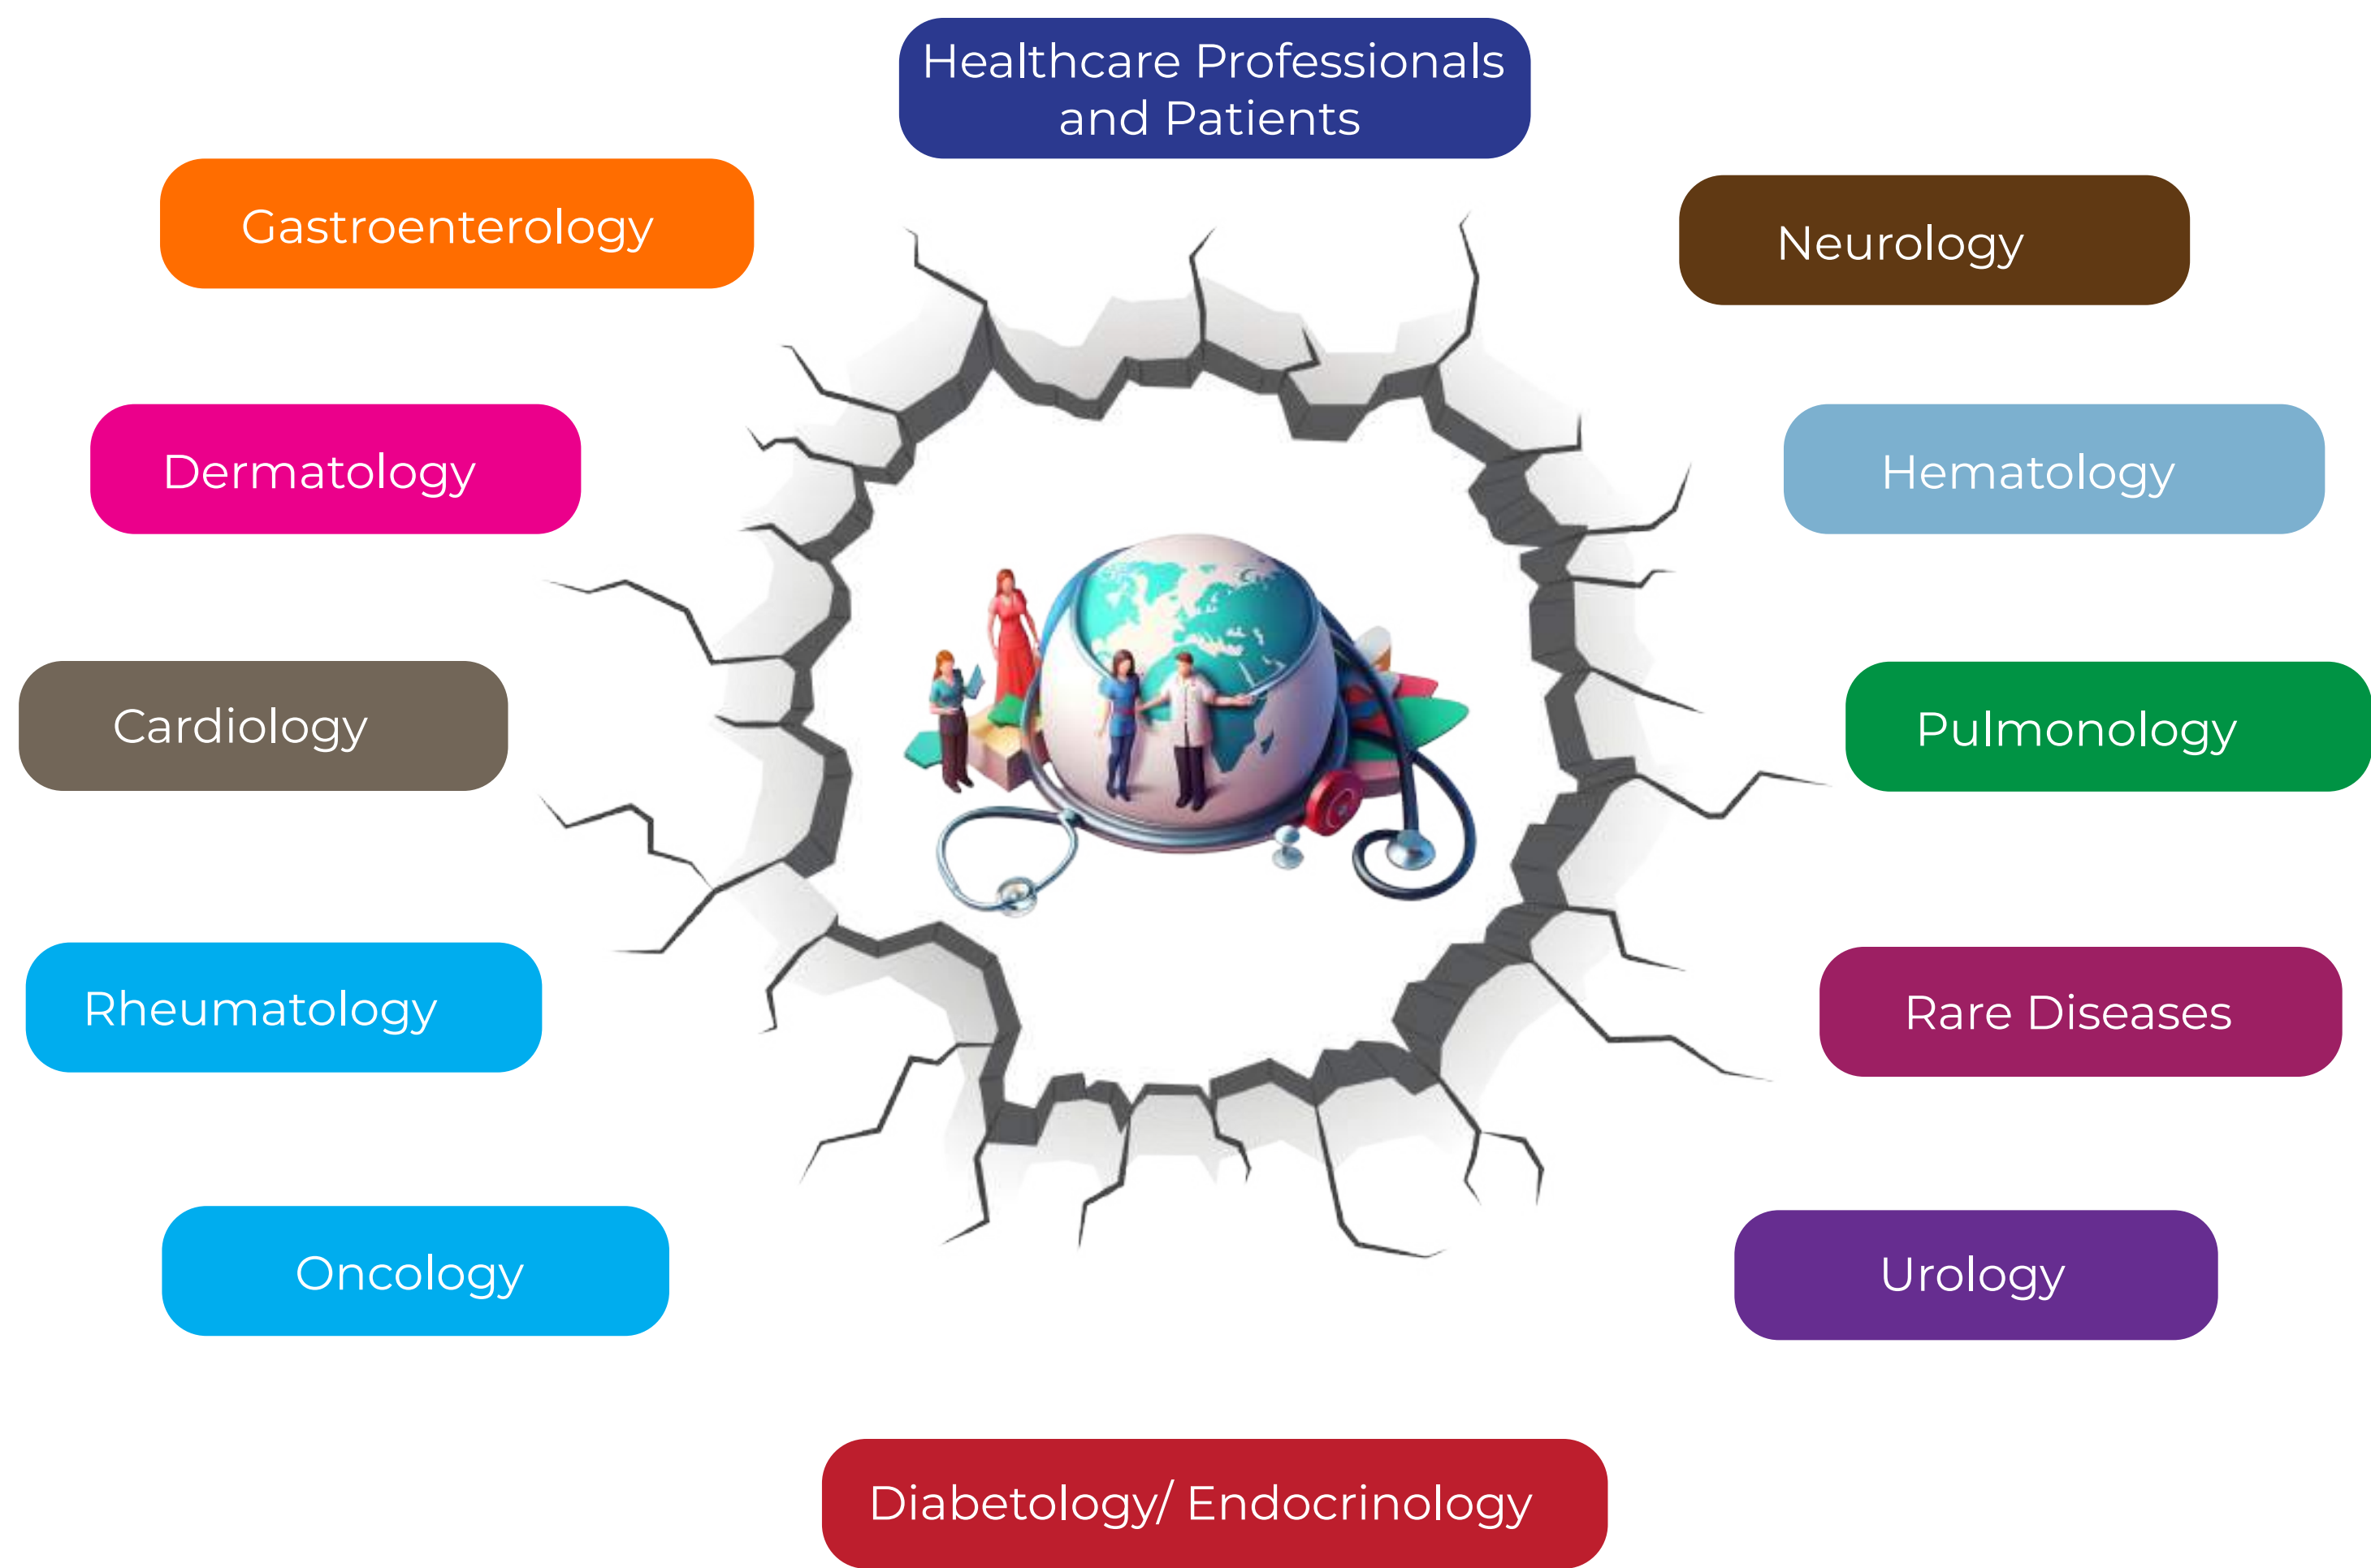 Healthcare Professionals
and Patients
Gastroenterology
Neurology
Dermatology
Hematology
Cardiology
Pulmonology
Rheumatology
Rare Diseases
Oncology
Urology
Diabetology/ Endocrinology